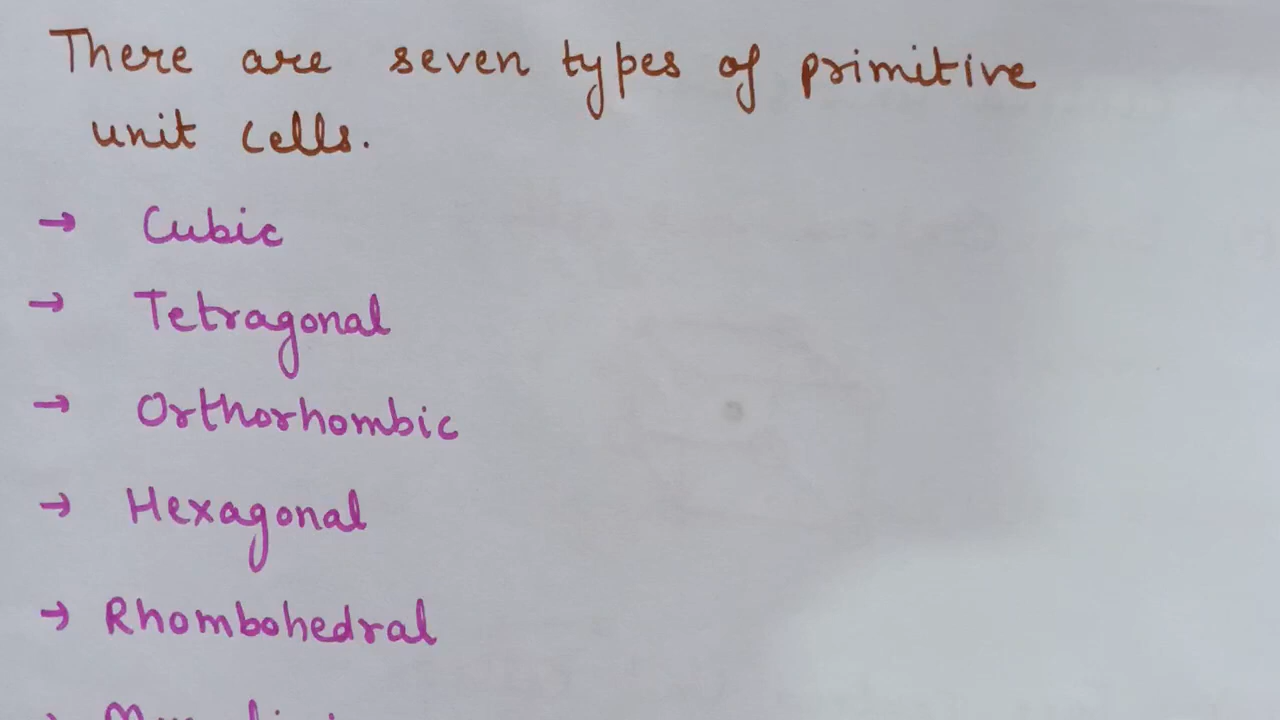 There are seven types of primitive
unit cells.
→ Cubic
→ Tetragonal
→ Orthorhombic
→ Hexagonal
→ Rhombohedral